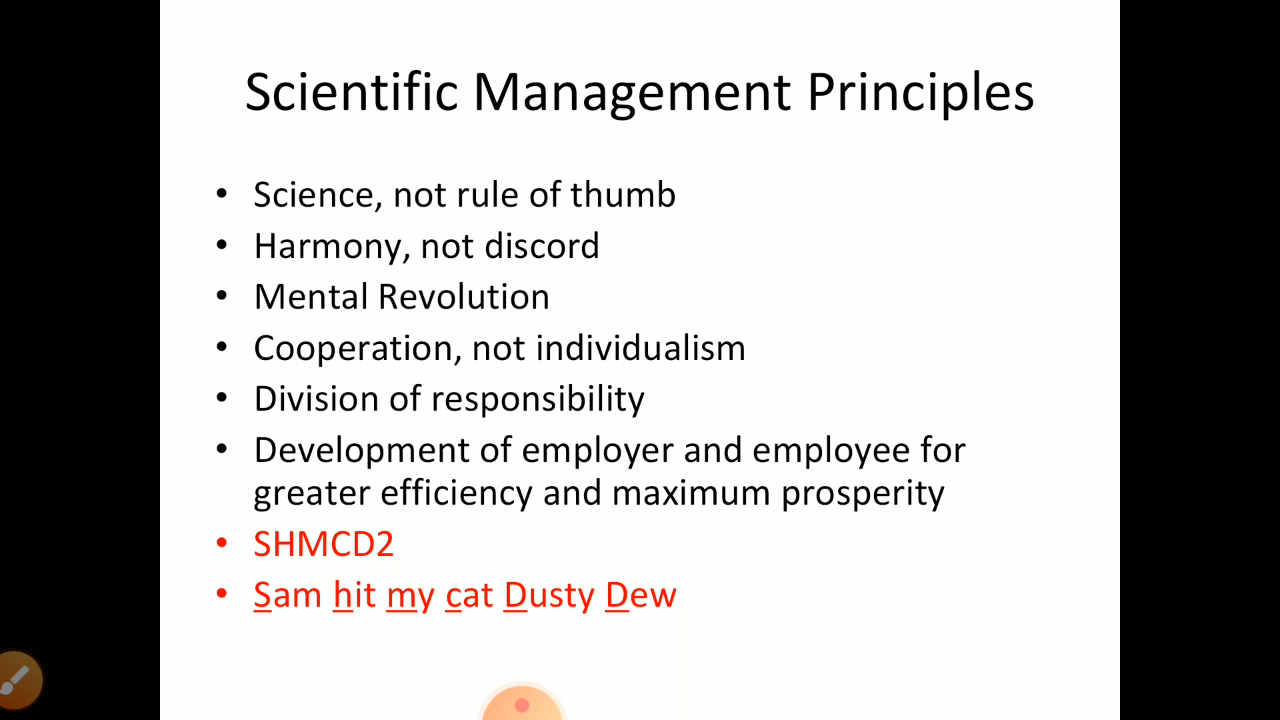 Scientific Management Principles
• Science, not rule of thumb
• Harmony, not discord
• Mental Revolution
• Cooperation, not individualism
• Division of responsibility
• Development of employer and employee for
greater efficiency and maximum prosperity
• SHMCD2
• Sam hit my cat Dusty Dew